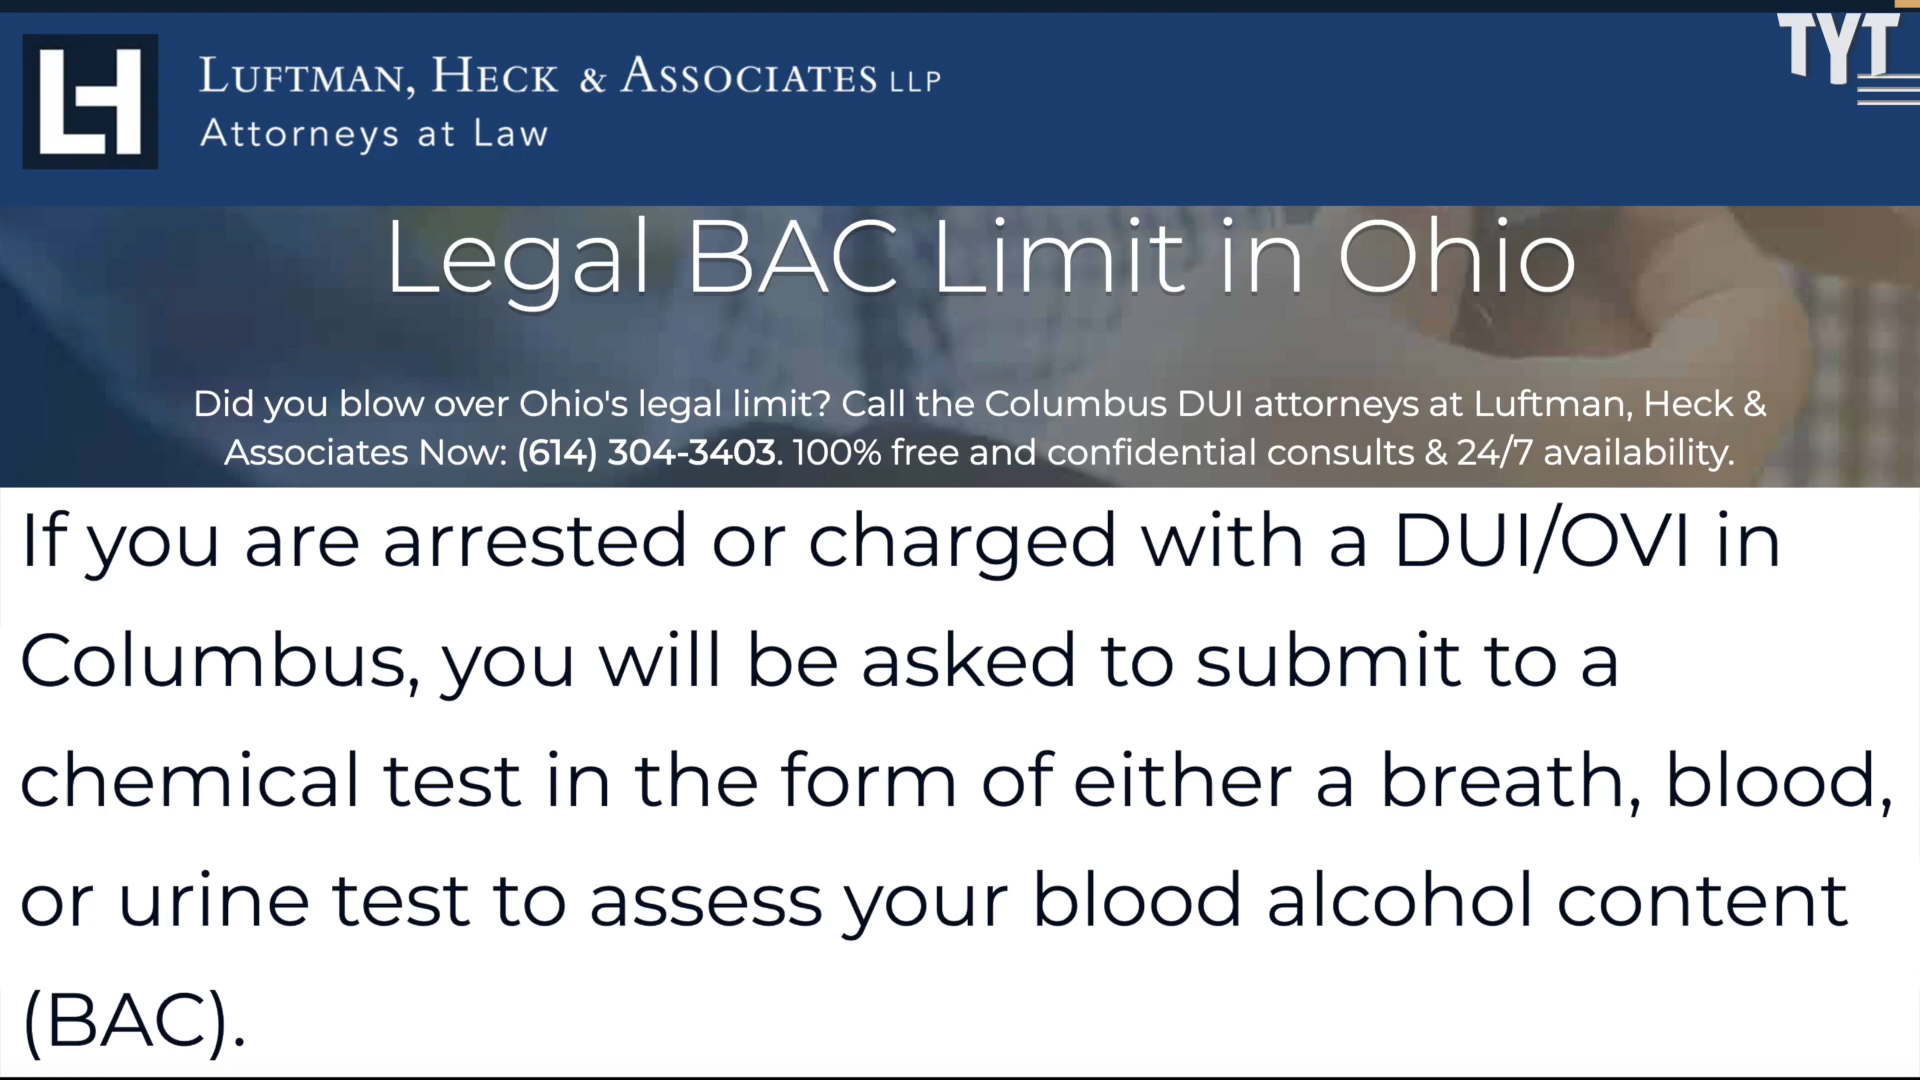 TYT
LH
LUFTMAN, HECK & ASSOCIATES LLP
Attorneys at Law
Legal BAC Limit in Ohio
Did you blow over Ohio's legal limit? Call the Columbus DUI attorneys at Luftman, Heck &
Associates Now: (614) 304-3403. 100% free and confidential consults & 24/7 availability.
If you are arrested or charged with a DUI/OVI in
Columbus, you will be asked to submit to a
chemical test in the form of either a breath, blood,
or urine test to assess your blood alcohol content
(BAC).